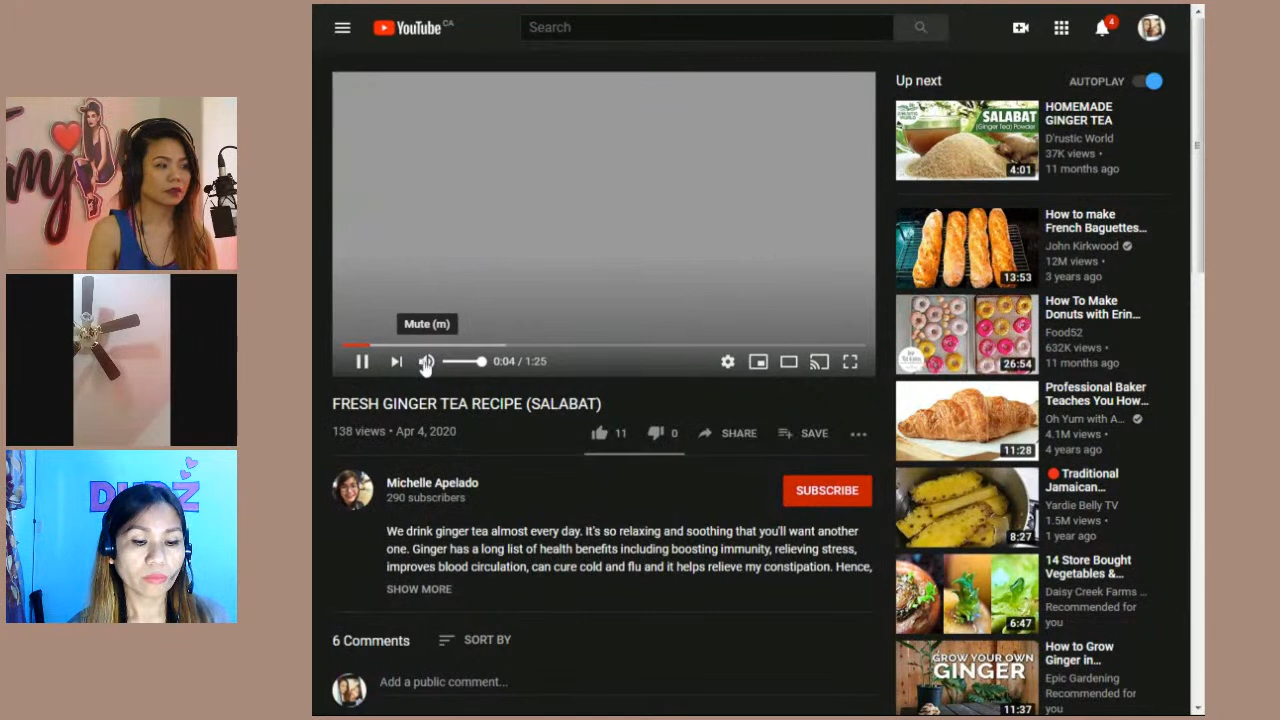 YouTube CA
Search
4
Mute (m)
0:04 / 1:25
FRESH GINGER TEA RECIPE (SALABAT)
138 views • Apr 4, 2020
11
0
SHARE
SAVE
Michelle Apelado
290 subscribers
SUBSCRIBE
We drink ginger tea almost every day. It's so relaxing and soothing that you'll want another
one. Ginger has a long list of health benefits including boosting immunity, relieving stress,
improves blood circulation, can cure cold and flu and it helps relieve my constipation. Hence,
SHOW MORE
6 Comments
SORT BY
Add a public comment...
Up next
AUTOPLAY
SALABAT
(Ginger Tea) Powder
4:01
HOMEMADE
GINGER TEA
D'rustic World
37K views •
11 months ago
13:53
How to make
French Baguettes...
John Kirkwood
12M views •
3 years ago
26:54
How To Make
Donuts with Erin...
Food52
632K views •
11 months ago
11:28
Professional Baker
Teaches You How...
Oh Yum with A...
4.1M views •
4 years ago
8:27
Traditional
Jamaican...
Yardie Belly TV
1.5M views •
1 year ago
6:47
14 Store Bought
Vegetables &...
Daisy Creek Farms ...
Recommended for
you
GROW YOUR OWN
GINGER
11:37
How to Grow
Ginger in...
Epic Gardening
Recommended for
you